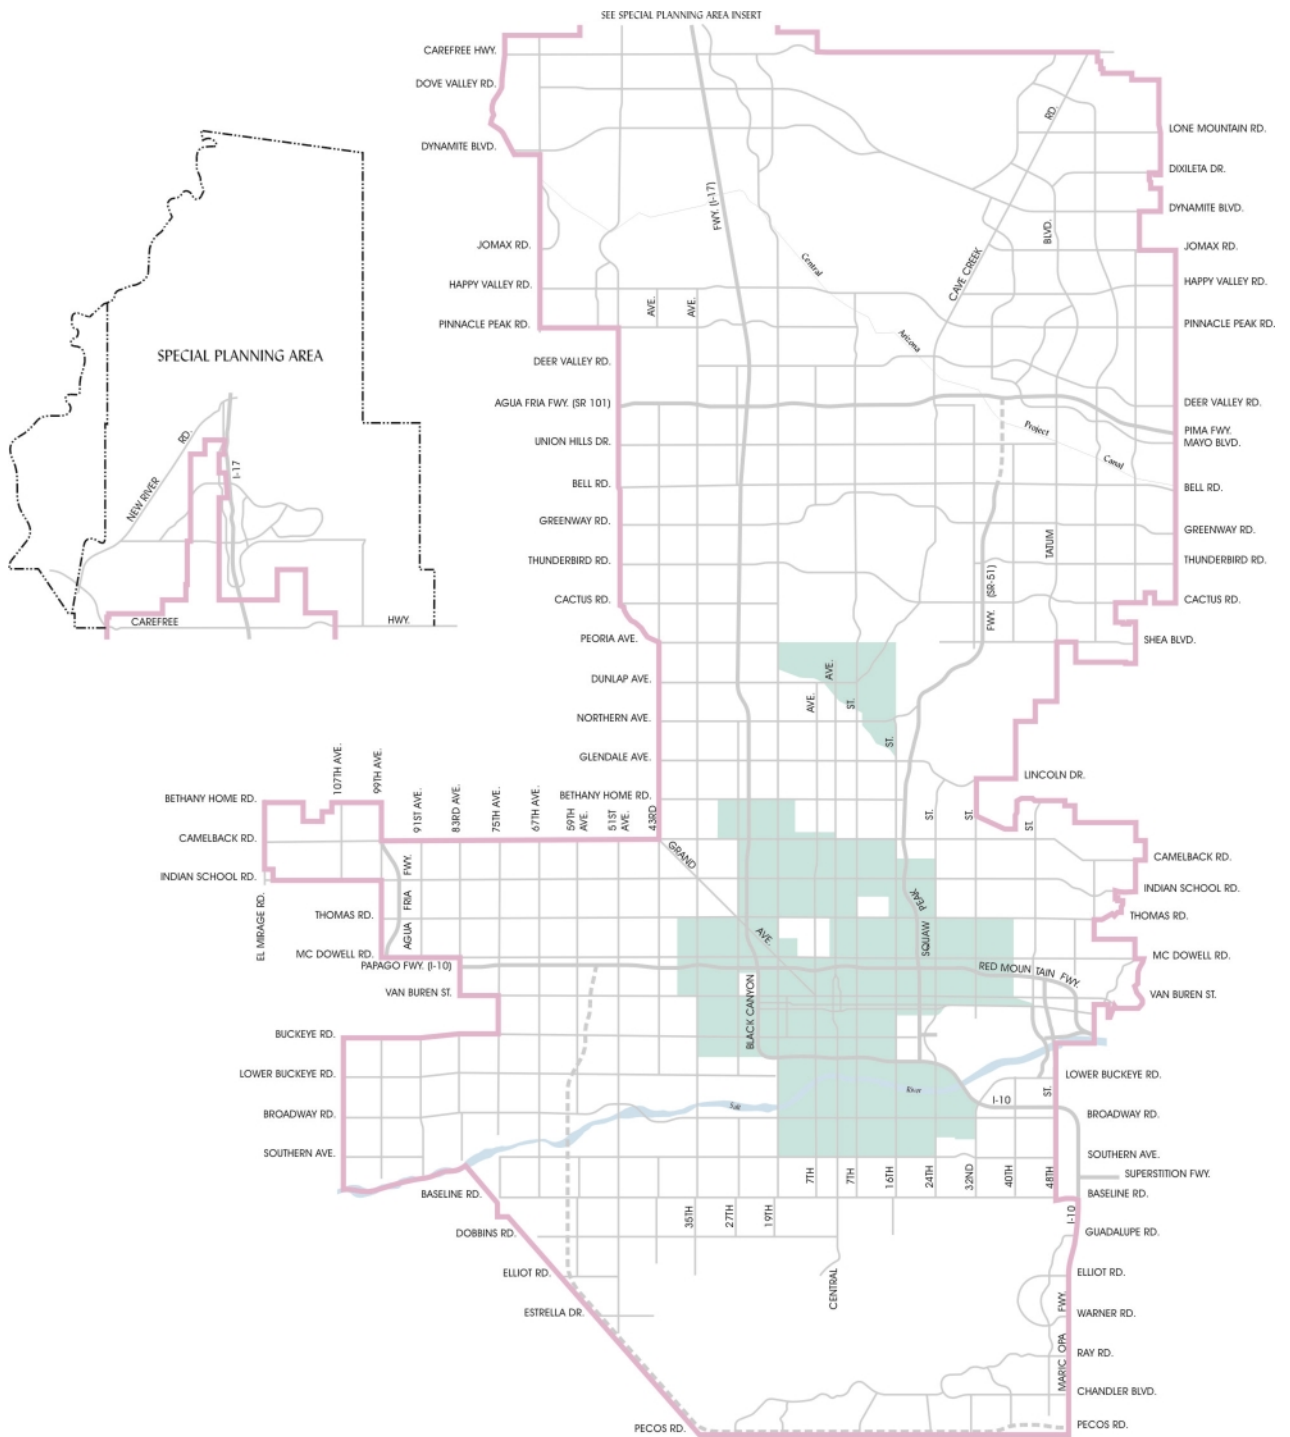 SEE SPECIAL PLANNING AREA INSERT
CAREFREE HWY.
DOVE VALLEY RD.
DYNAMITE BLVD.
JOMAX RD.
HAPPY VALLEY RD.
PINNACLE PEAK RD.
DEER VALLEY RD.
AGUA FRIA FWY. (SR 101)
UNION HILLS DR.
BELL RD.
GREENWAY RD.
THUNDERBIRD RD.
CACTUS RD.
PEORIA AVE.
DUNLAP AVE.
NORTHERN AVE.
GLENDALE AVE.
BETHANY HOME RD.
LONE MOUNTAIN RD.
DIXILETA DR.
DYNAMITE BLVD.
JOMAX RD.
HAPPY VALLEY RD.
PINNACLE PEAK RD.
DEER VALLEY RD.
PIMA FWY.
MAYO BLVD.
BELL RD.
GREENWAY RD.
THUNDERBIRD RD.
CACTUS RD.
SHEA BLVD.
LINCOLN DR.
FWY. (I-17)
RD.
CAVE CREEK
BLVD.
TATUM
AVE.
AVE.
Central
Arizona
Project
Canal
FWY. (SR-51)
AVE.
AVE.
ST.
ST.
ST.
ST.
ST.
SPECIAL PLANNING AREA
RD.
NEW RIVER
I-17
CAREFREE
HWY.
BETHANY HOME RD.
CAMELBACK RD.
INDIAN SCHOOL RD.
EL MIRAGE RD.
107TH AVE.
99TH AVE.
91ST AVE.
83RD AVE.
75TH AVE.
67TH AVE.
59TH
AVE.
51ST
AVE.
43RD
AGUA FRIA FWY.
THOMAS RD.
MC DOWELL RD.
PAPAGO FWY. (I-10)
VAN BUREN ST.
BUCKEYE RD.
LOWER BUCKEYE RD.
BROADWAY RD.
SOUTHERN AVE.
BASELINE RD.
DOBBINS RD.
ELLIOT RD.
ESTRELLA DR.
PECOS RD.
GRAND
AVE.
BLACK CANYON
SQUAW
PEAK
RED MOUN TAIN FWY.
Salt
River
I-10
CAMELBACK RD.
INDIAN SCHOOL RD.
THOMAS RD.
MC DOWELL RD.
VAN BUREN ST.
LOWER BUCKEYE RD.
BROADWAY RD.
SOUTHERN AVE.
SUPERSTITION FWY.
BASELINE RD.
GUADALUPE RD.
ELLIOT RD.
WARNER RD.
RAY RD.
CHANDLER BLVD.
PECOS RD.
35TH
27TH
19TH
7TH
CENTRAL
7TH
16TH
24TH
32ND
40TH
48TH
ST.
I-10
MARIC OPA FWY.